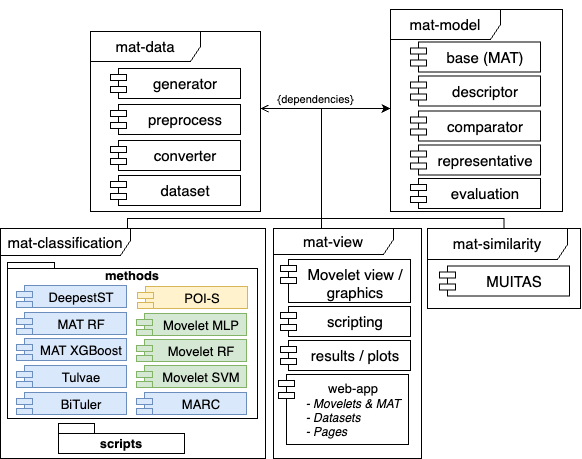 mat-data
generator
preprocess
converter
dataset
{dependencies}
mat-model
base (MAT)
descriptor
comparator
representative
evaluation
mat-classification
methods
DeepestST
MAT RF
MAT XGBoost
Tulvae
BiTuler
POI-S
Movelet MLP
Movelet RF
Movelet SVM
MARC
scripts
mat-view
Movelet view /
graphics
scripting
results / plots
web-app
- Movelets & MAT
- Datasets
- Pages
mat-similarity
MUITAS